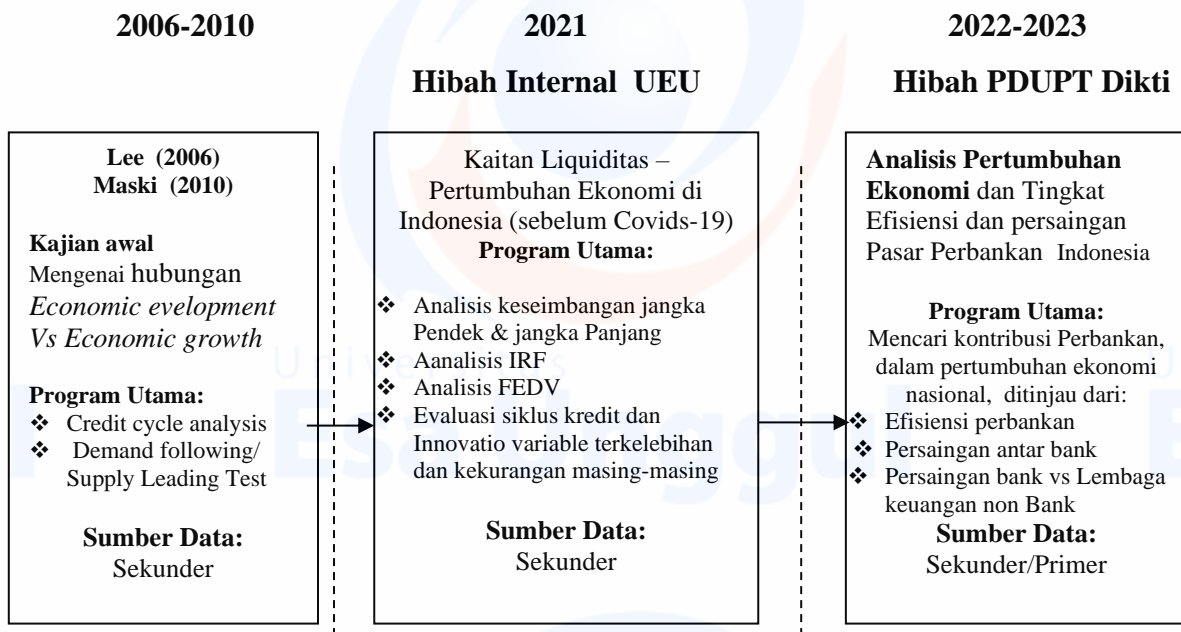 2006-2010
2021
2022-2023
Hibah Internal UEU
Hibah PDUPT Dikti
Lee (2006)
Maski (2010)
Kajian awal
Mengenai hubungan
Economic evelopment
Vs Economic growth
Program Utama:
❖ Credit cycle analysis
❖ Demand following/
Supply Leading Test
Sumber Data:
Sekunder
Kaitan Liquiditas –
Pertumbuhan Ekonomi di
Indonesia (sebelum Covids-19)
Program Utama:
❖ Analisis keseimbangan jangka
Pendek & jangka Panjang
❖ Aanalisis IRF
❖ Analisis FEDV
❖ Evaluasi siklus kredit dan
Innovatio variable terkelebihan
dan kekurangan masing-masing
Sumber Data:
Sekunder
Analisis Pertumbuhan
Ekonomi dan Tingkat
Efisiensi dan persaingan
Pasar Perbankan Indonesia
Program Utama:
Mencari kontribusi Perbankan,
dalam pertumbuhan ekonomi
nasional, ditinjau dari:
❖ Efisiensi perbankan
❖ Persaingan antar bank
❖ Persaingan bank vs Lembaga
keuangan non Bank
Sumber Data:
Sekunder/Primer
Universitas
Esa Unggul